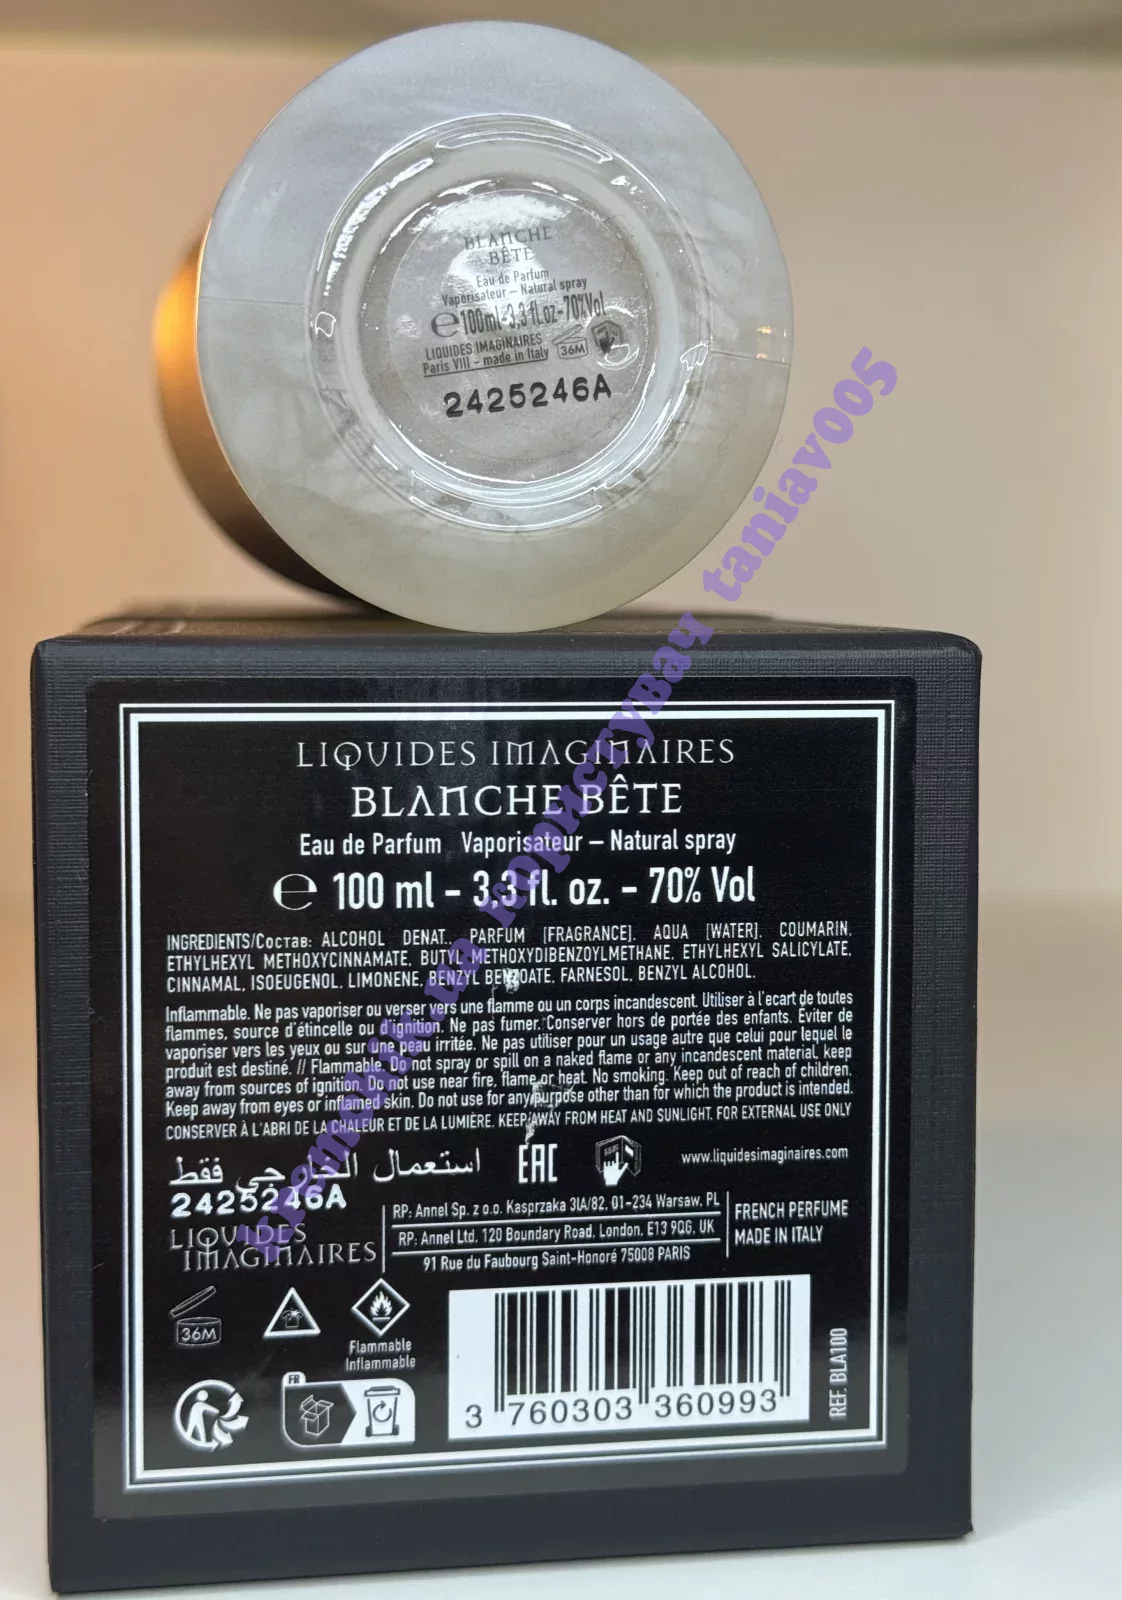 BLANCHE
BÊTE
Eau de Parfum
Vaporisateur – Natural spray
℮ 100ml-3,3 fl.oz-70%Vol
LIQUIDES IMAGINAIRES
Paris VIII - made in Italy
36M
2425246A
LIQUIDES IMAGINAIRES
BLANCHE BÊTE
Eau de Parfum Vaporisateur – Natural spray
℮ 100 ml - 3,3 fl. oz. - 70% Vol
INGREDIENTS/Состав: ALCOHOL DENAT., PARFUM (FRAGRANCE), AQUA (WATER), COUMARIN,
ETHYLHEXYL METHOXYCINNAMATE, BUTYL METHOXYDIBENZOYLMETHANE, ETHYLHEXYL SALICYLATE,
CINNAMAL, ISOEUGENOL, LIMONENE, BENZYL BENZOATE, FARNESOL, BENZYL ALCOHOL.
Inflammable. Ne pas vaporiser ou verser vers une flamme ou un corps incandescent. Utiliser à l'ecart de toutes
flammes, source d'étincelle ou d'ignition. Ne pas fumer. Conserver hors de portée des enfants. Éviter de
vaporiser vers les yeux ou sur une peau irritée. Ne pas utiliser pour un usage autre que celui pour lequel le
produit est destiné. // Flammable. Do not spray or spill on a naked flame or any incandescent material, keep
away from sources of ignition. Do not use near fire, flame or heat. No smoking. Keep out of reach of children.
Keep away from eyes or inflamed skin. Do not use for any purpose other than for which the product is intended.
CONSERVER À L'ABRI DE LA CHALEUR ET DE LA LUMIÈRE. KEEP AWAY FROM HEAT AND SUNLIGHT. FOR EXTERNAL USE ONLY
استعمال الخارجي فقط
EAC
www.liquidesimaginaires.com
2425246A
LIQUIDES
IMAGINAIRES
RP: Annel Sp. z o.o. Kasprzaka 31A/82, 01-234 Warsaw, PL
RP: Annel Ltd. 120 Boundary Road, London, E13 9QG, UK
91 Rue du Faubourg Saint-Honoré 75008 PARIS
FRENCH PERFUME
MADE IN ITALY
36M
Flammable
Inflammable
FR
3 760303 360993
REF. BLA100
kremohik.ua користувач taniav005